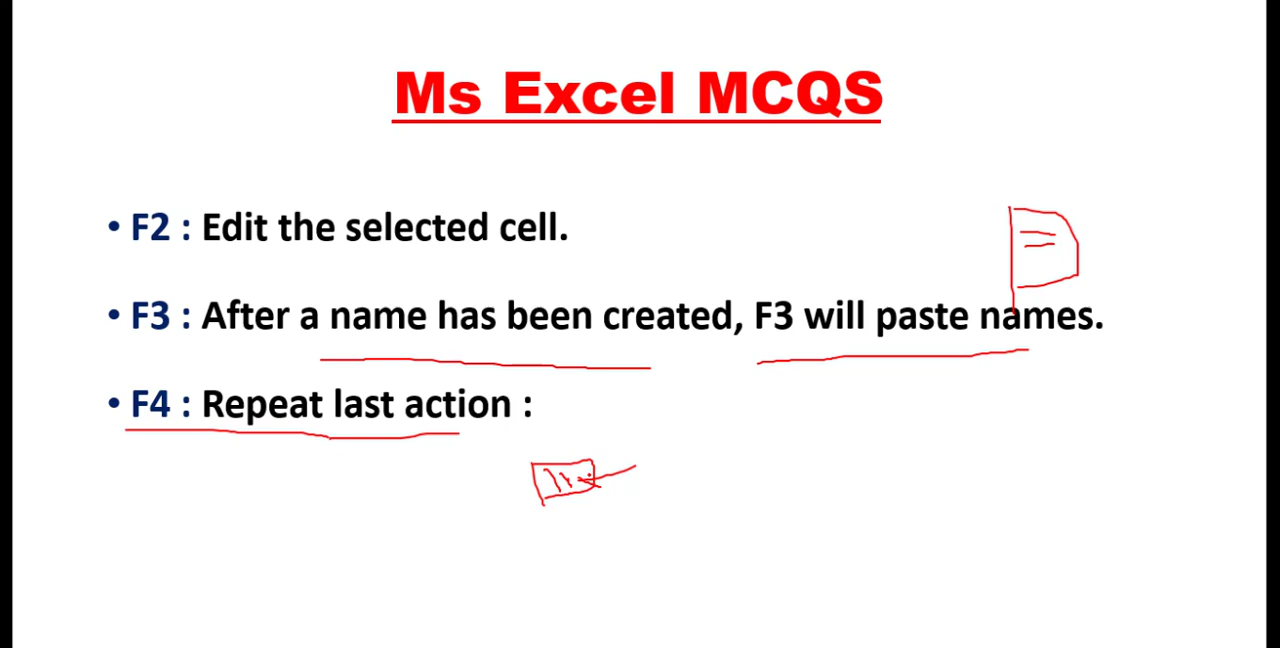 Ms Excel MCQS
• F2 : Edit the selected cell.
• F3 : After a name has been created, F3 will paste names.
• F4 : Repeat last action :